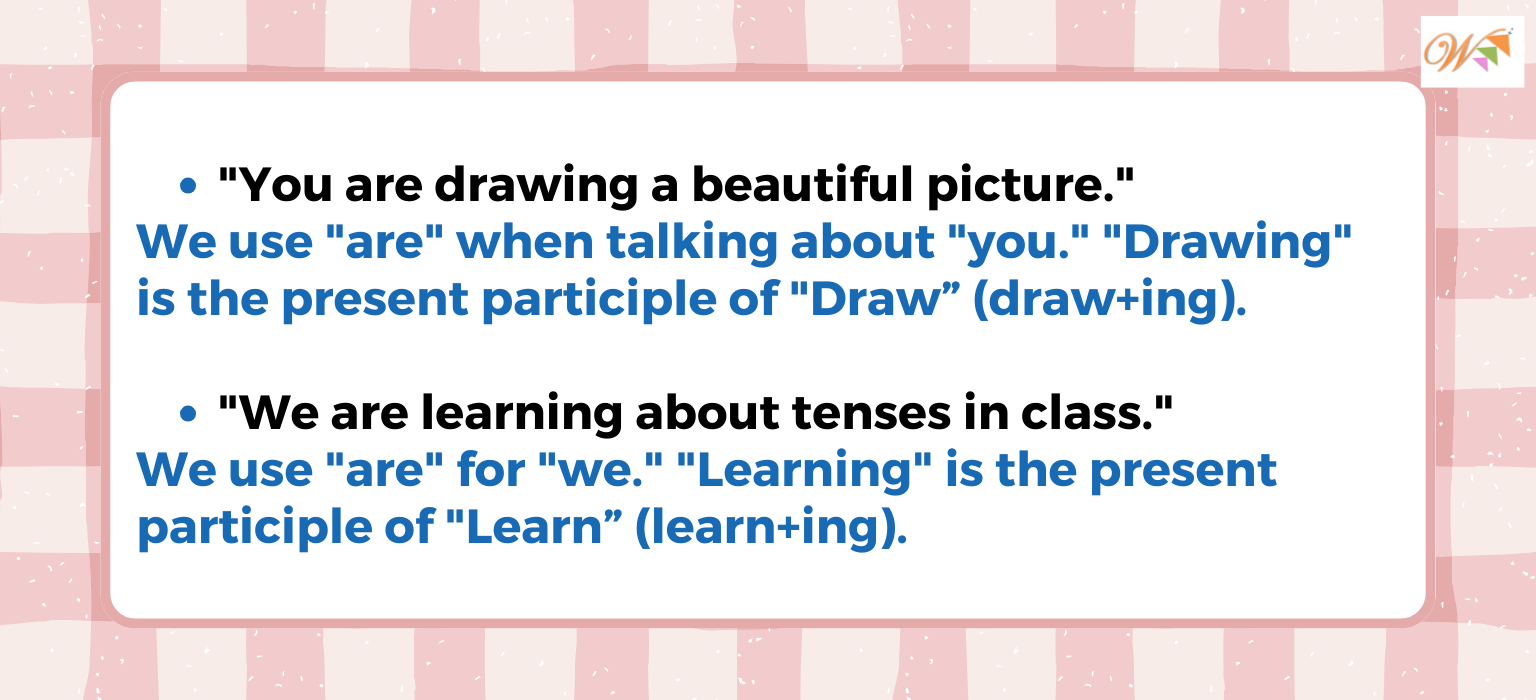 W
• "You are drawing a beautiful picture."
We use "are" when talking about "you." "Drawing"
is the present participle of "Draw” (draw+ing).
• "We are learning about tenses in class."
We use "are" for "we." "Learning" is the present
participle of "Learn” (learn+ing).